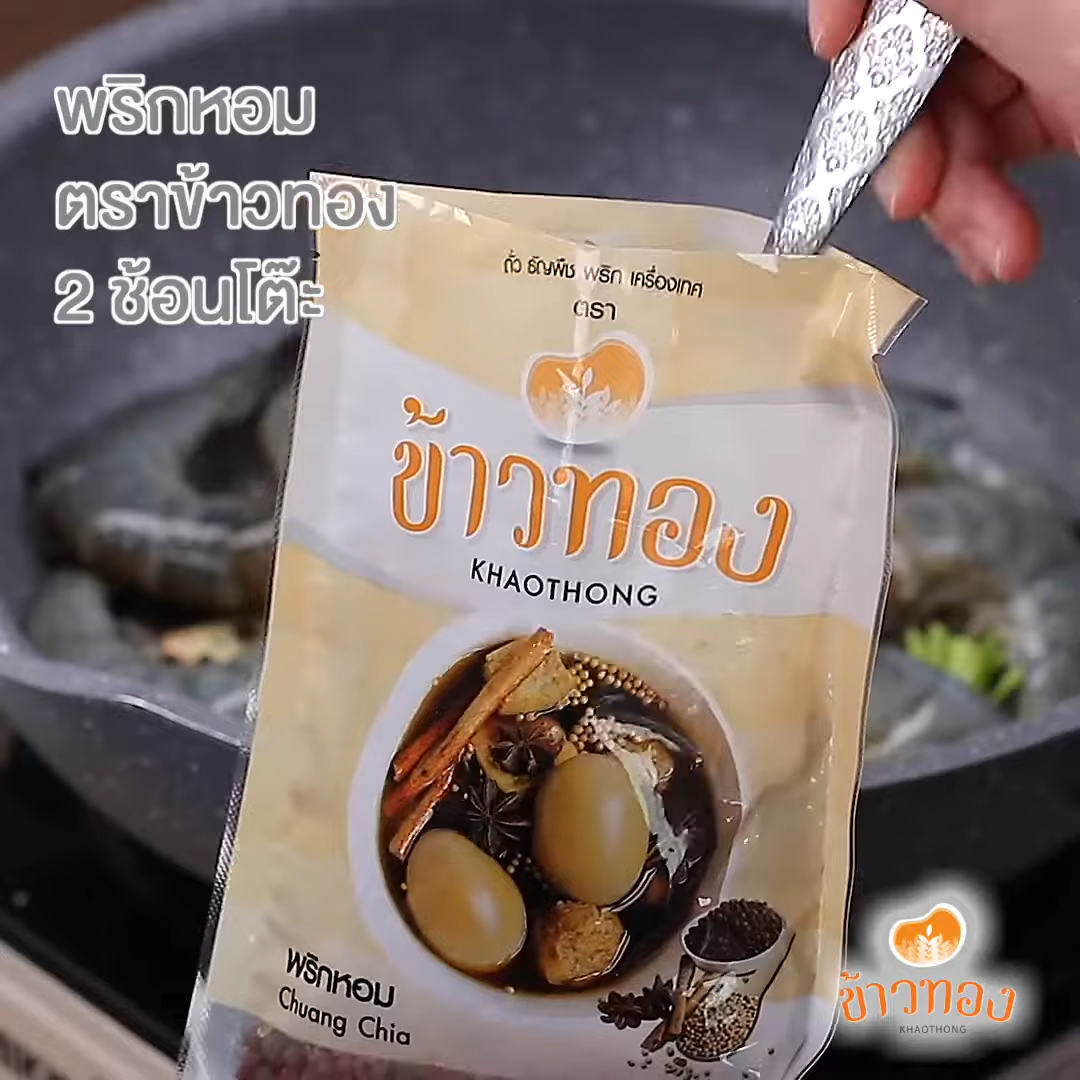 พริกหอม
ตราข้าวทอง
2 ช้อนโต๊ะ
ถั่ว ธัญพืช พริก เครื่องเทศ
ตรา
ข้าวทอง
KHAOTHONG
พริกหอม
Chuang Chia
ข้าวทอง
KHAOTHONG